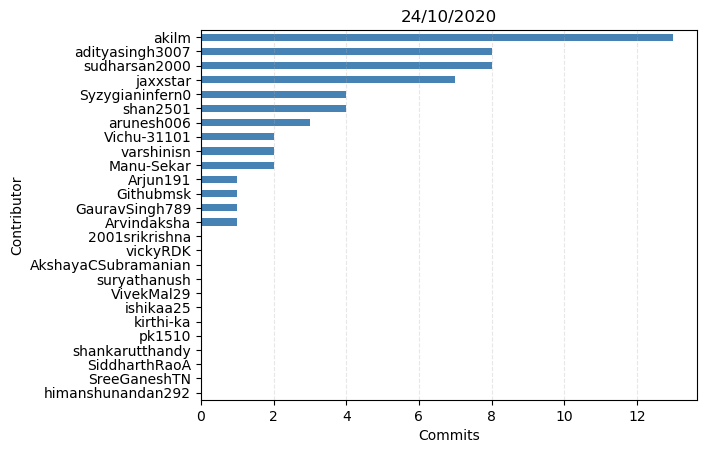 24/10/2020
Contributor
akilm
adityasingh3007
sudharsan2000
jaxxstar
Syzygianinfern0
shan2501
arunesh006
Vichu-31101
varshinisn
Manu-Sekar
Arjun191
Githubmsk
GauravSingh789
Arvindaksha
2001srikrishna
vickyRDK
AkshayaCSubramanian
suryathanush
VivekMal29
ishikaa25
kirthi-ka
pk1510
shankarutthandy
SiddharthRaoA
SreeGaneshTN
himanshunandan292
0 2 4 6 8 10 12
Commits